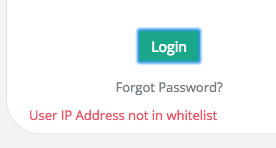 Login
Forgot Password?
User IP Address not in whitelist